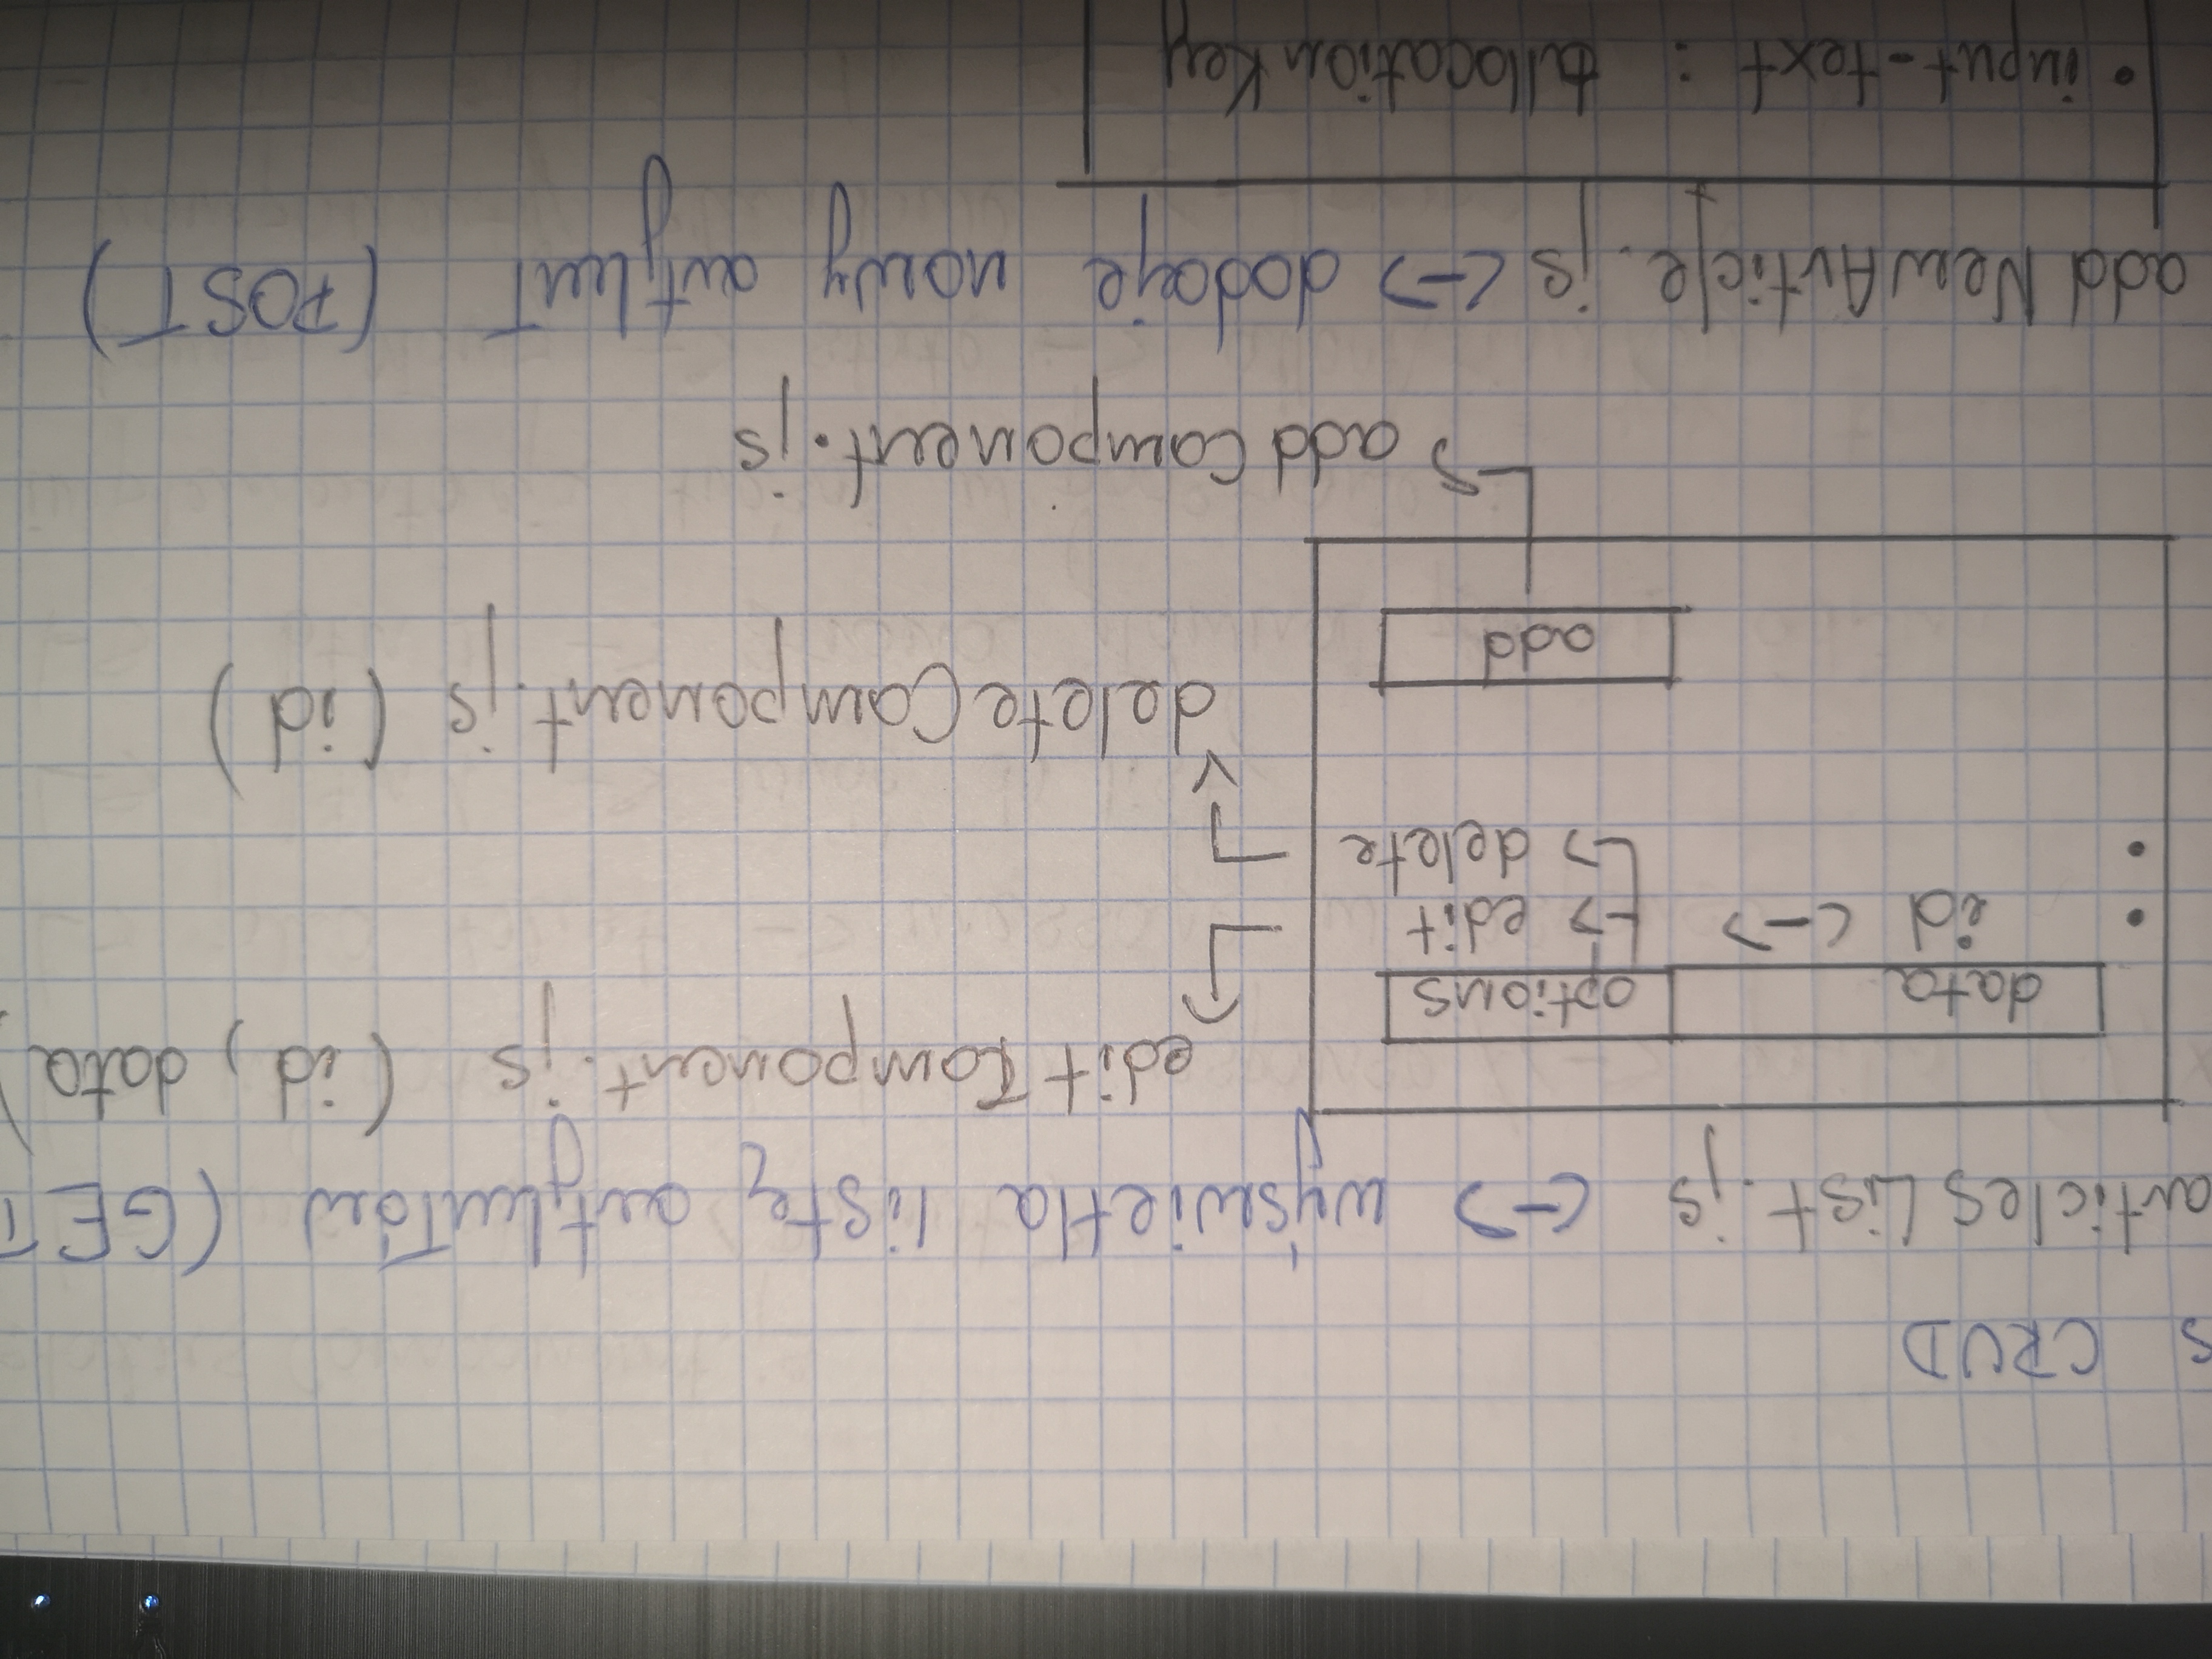 s CRUD
articlesList.js <-> wyświetla listę artykułów (GET
editComponent.js (id, data)
data options
• id <-> edit
• delete
deleteComponent.js (id)
add
addComponent.js
addNewArticle.js <-> dodaje nowy artykuł (POST)
• input-text : allocationKey